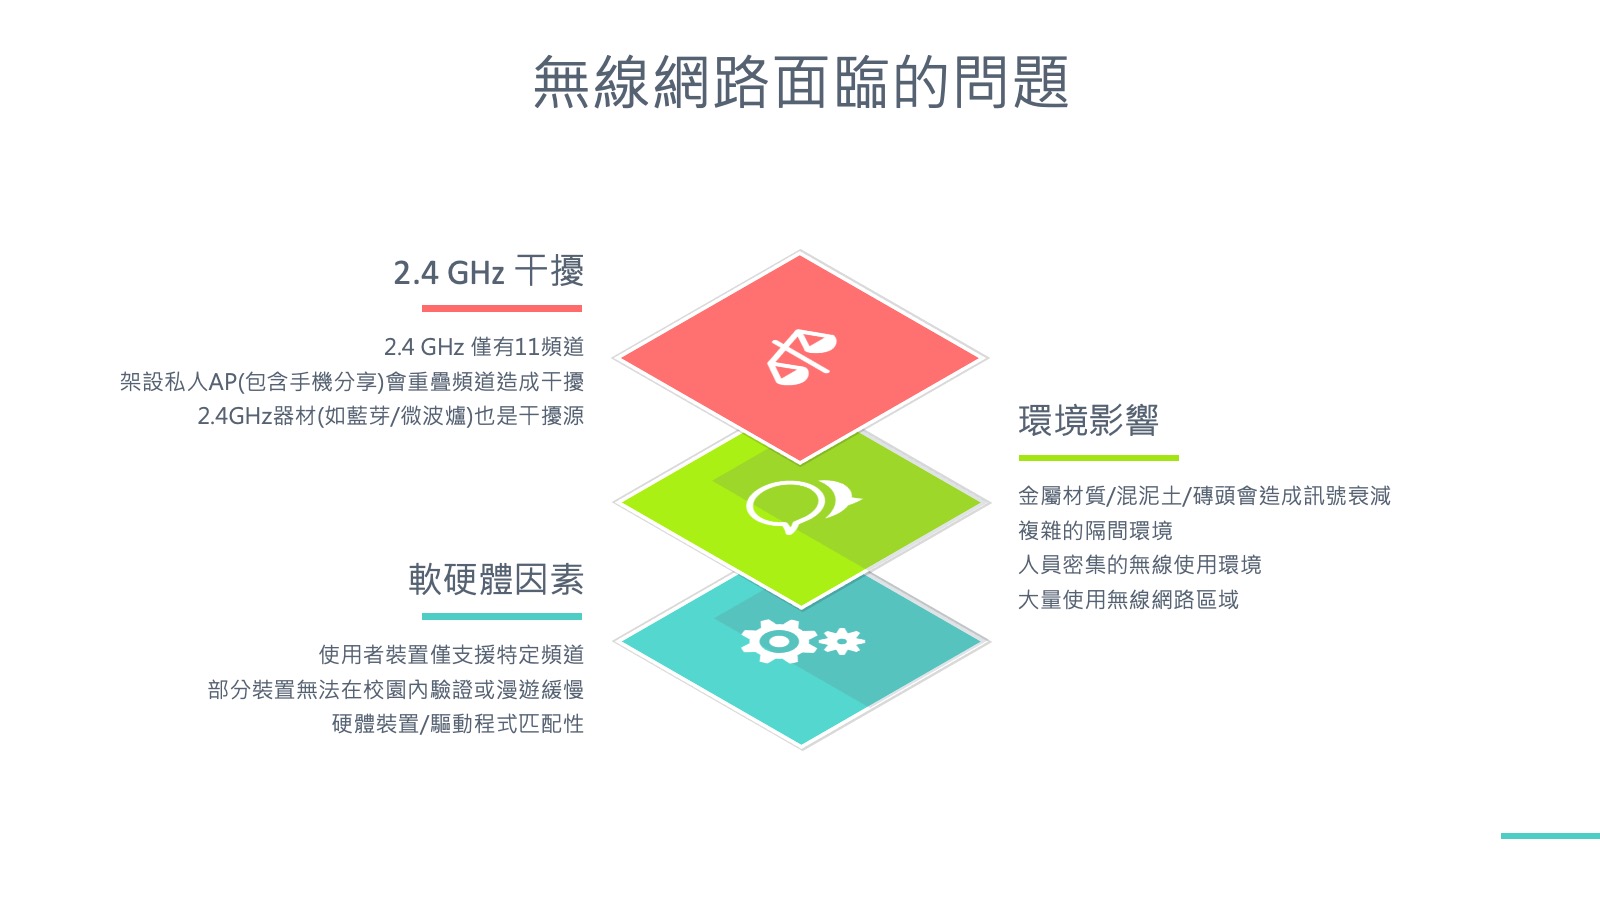 無線網路面臨的問題
2.4 GHz 干擾
2.4 GHz 僅有11頻道
架設私人AP(包含手機分享)會重疊頻道造成干擾
2.4GHz器材(如藍芽/微波爐)也是干擾源
環境影響
金屬材質/混泥土/磚頭會造成訊號衰減
複雜的隔間環境
人員密集的無線使用環境
大量使用無線網路區域
軟硬體因素
使用者裝置僅支援特定頻道
部分裝置無法在校園內驗證或漫遊緩慢
硬體裝置/驅動程式匹配性